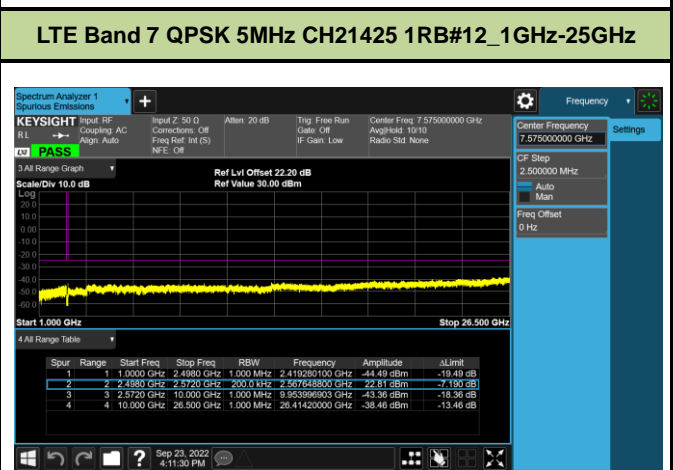 LTE Band 7 QPSK 5MHz CH21425 1RB#12_1GHz-25GHz
Spectrum Analyzer 1
Spurious Emissions
Frequency
KEYSIGHT
RL
Input: RF
Coupling: AC
Align: Auto
Input Z: 50 Ω
Corrections: Off
Freq Ref: Int (S)
NFE: Off
Atten: 20 dB
Trig: Free Run
Gate: Off
IF Gain: Low
Center Freq: 7.575000000 GHz
Avg|Hold: 10/10
Radio Std: None
LXI
PASS
Center Frequency
7.575000000 GHz
Settings
CF Step
2.500000 MHz
Auto
Man
Freq Offset
0 Hz
3 All Range Graph
Scale/Div 10.0 dB
Ref Lvl Offset 22.20 dB
Ref Value 30.00 dBm
Log
20.0
10.0
0.00
-10.0
-20.0
-30.0
-40.0
-50.0
-60.0
Start 1.000 GHz
Stop 26.500 GHz
4 All Range Table
Spur Range Start Freq Stop Freq RBW Frequency Amplitude ΔLimit
1 1 1.0000 GHz 2.4980 GHz 1.000 MHz 2.419280100 GHz -44.49 dBm -19.49 dB
2 2 2.4980 GHz 2.5720 GHz 200.0 kHz 2.567648800 GHz 22.81 dBm -7.190 dB
3 3 2.5720 GHz 10.000 GHz 1.000 MHz 9.953996903 GHz -43.36 dBm -18.36 dB
4 4 10.000 GHz 26.500 GHz 1.000 MHz 26.41420000 GHz -38.46 dBm -13.46 dB
Sep 23, 2022
4:11:30 PM